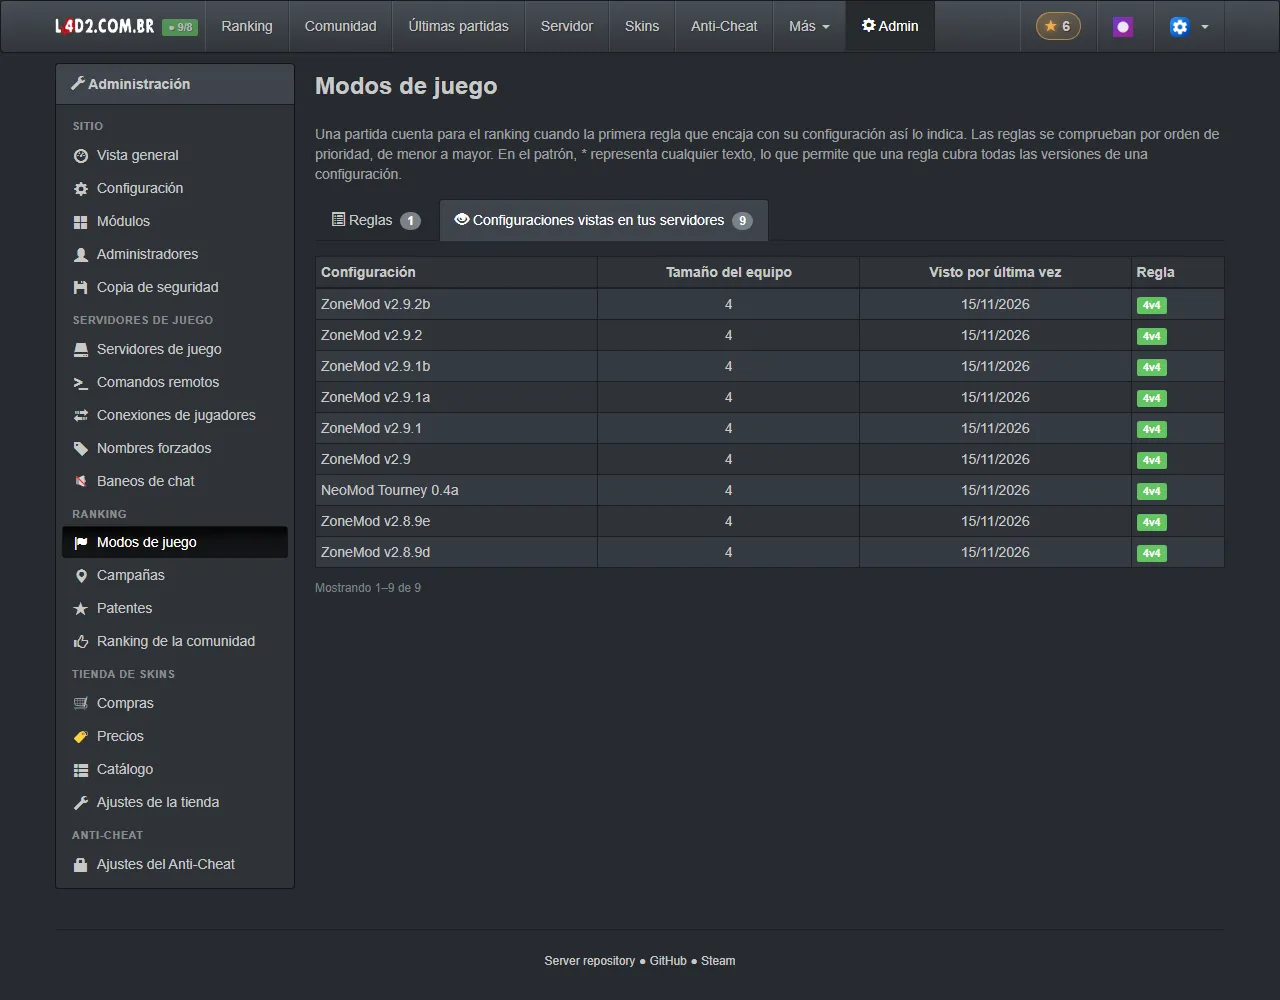 L4D2.COM.BR 9/8 Ranking Comunidad Últimas partidas Servidor Skins Anti-Cheat Más Admin 6
Administración
SITIO
Vista general
Configuración
Módulos
Administradores
Copia de seguridad
SERVIDORES DE JUEGO
Servidores de juego
Comandos remotos
Conexiones de jugadores
Nombres forzados
Baneos de chat
RANKING
Modos de juego
Campañas
Patentes
Ranking de la comunidad
TIENDA DE SKINS
Compras
Precios
Catálogo
Ajustes de la tienda
ANTI-CHEAT
Ajustes del Anti-Cheat
Modos de juego
Una partida cuenta para el ranking cuando la primera regla que encaja con su configuración así lo indica. Las reglas se comprueban por orden de
prioridad, de menor a mayor. En el patrón, * representa cualquier texto, lo que permite que una regla cubra todas las versiones de una
configuración.
Reglas 1 Configuraciones vistas en tus servidores 9
Configuración Tamaño del equipo Visto por última vez Regla
ZoneMod v2.9.2b 4 15/11/2026 4v4
ZoneMod v2.9.2 4 15/11/2026 4v4
ZoneMod v2.9.1b 4 15/11/2026 4v4
ZoneMod v2.9.1a 4 15/11/2026 4v4
ZoneMod v2.9.1 4 15/11/2026 4v4
ZoneMod v2.9 4 15/11/2026 4v4
NeoMod Tourney 0.4a 4 15/11/2026 4v4
ZoneMod v2.8.9e 4 15/11/2026 4v4
ZoneMod v2.8.9d 4 15/11/2026 4v4
Mostrando 1–9 de 9
Server repository ● GitHub ● Steam